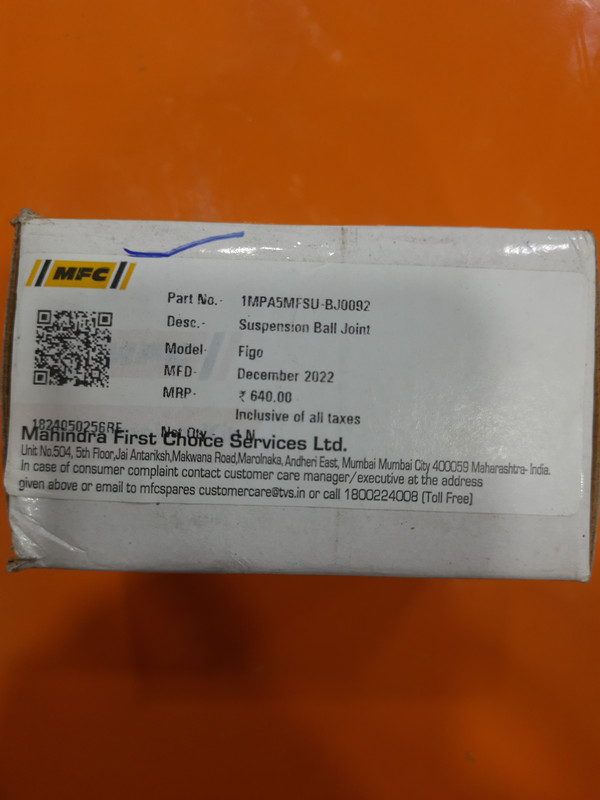 MFC
Part No.- 1MPA5MFSU-BJ0092
Desc.- Suspension Ball Joint
Model- Figo
MFD- December 2022
MRP- ₹ 640.00
Inclusive of all taxes
1824050256RE Net Qty.- 1 N
Mahindra First Choice Services Ltd.
Unit No.504, 5th Floor,Jai Antariksh,Makwana Road,Marolnaka, Andheri East, Mumbai Mumbai City 400059 Maharashtra- India.
In case of consumer complaint contact customer care manager/executive at the address
given above or email to mfcspares customercare@tvs.in or call 1800224008 (Toll Free)